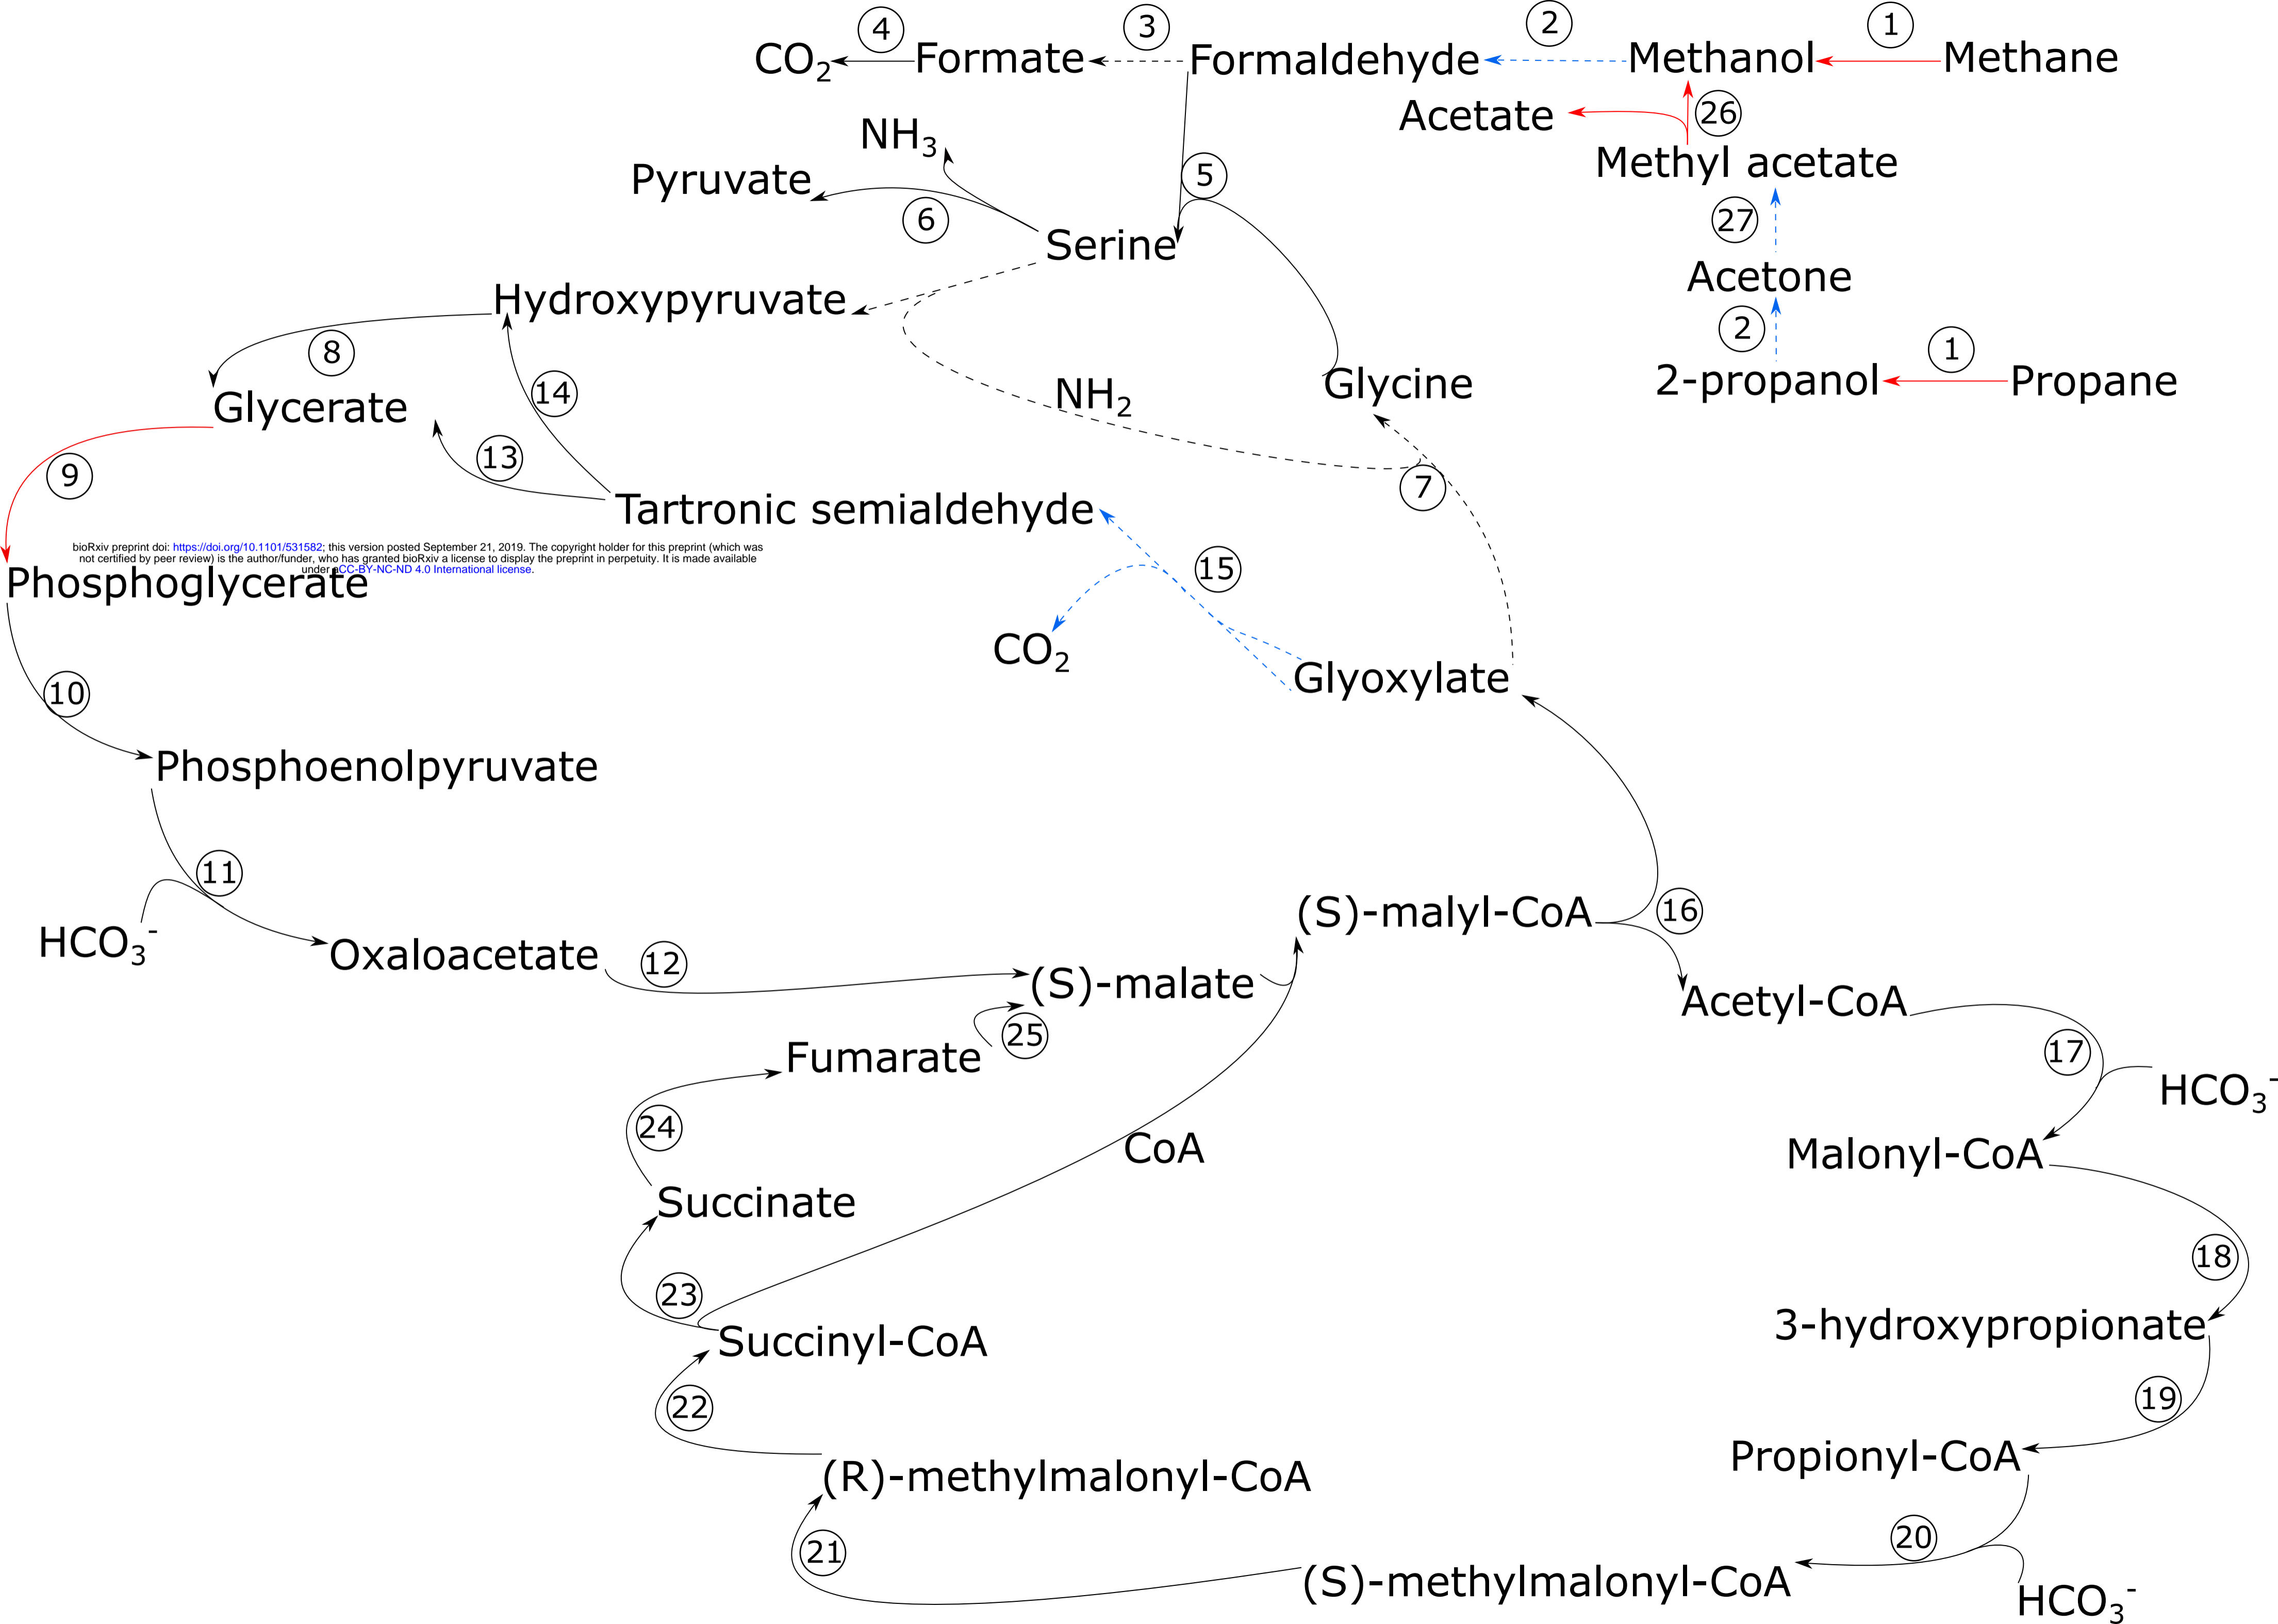 4
3
2
1
CO2
Formate
Formaldehyde
Methanol
Methane
Acetate
26
NH3
Methyl acetate
Pyruvate
5
6
27
Serine
Acetone
Hydroxypyruvate
2
1
8
14
NH2
Glycine
2-propanol
Propane
Glycerate
13
9
7
Tartronic semialdehyde
bioRxiv preprint doi: https://doi.org/10.1101/531582; this version posted September 21, 2019. The copyright holder for this preprint (which was
not certified by peer review) is the author/funder, who has granted bioRxiv a license to display the preprint in perpetuity. It is made available
under aCC-BY-NC-ND 4.0 International license.
Phosphoglycerate
15
CO2
Glyoxylate
10
Phosphoenolpyruvate
11
(S)-malyl-CoA
16
HCO3-
Oxaloacetate
12
(S)-malate
Acetyl-CoA
25
17
Fumarate
HCO3-
24
CoA
Malonyl-CoA
Succinate
18
23
3-hydroxypropionate
Succinyl-CoA
22
19
(R)-methylmalonyl-CoA
Propionyl-CoA
21
20
(S)-methylmalonyl-CoA
HCO3-